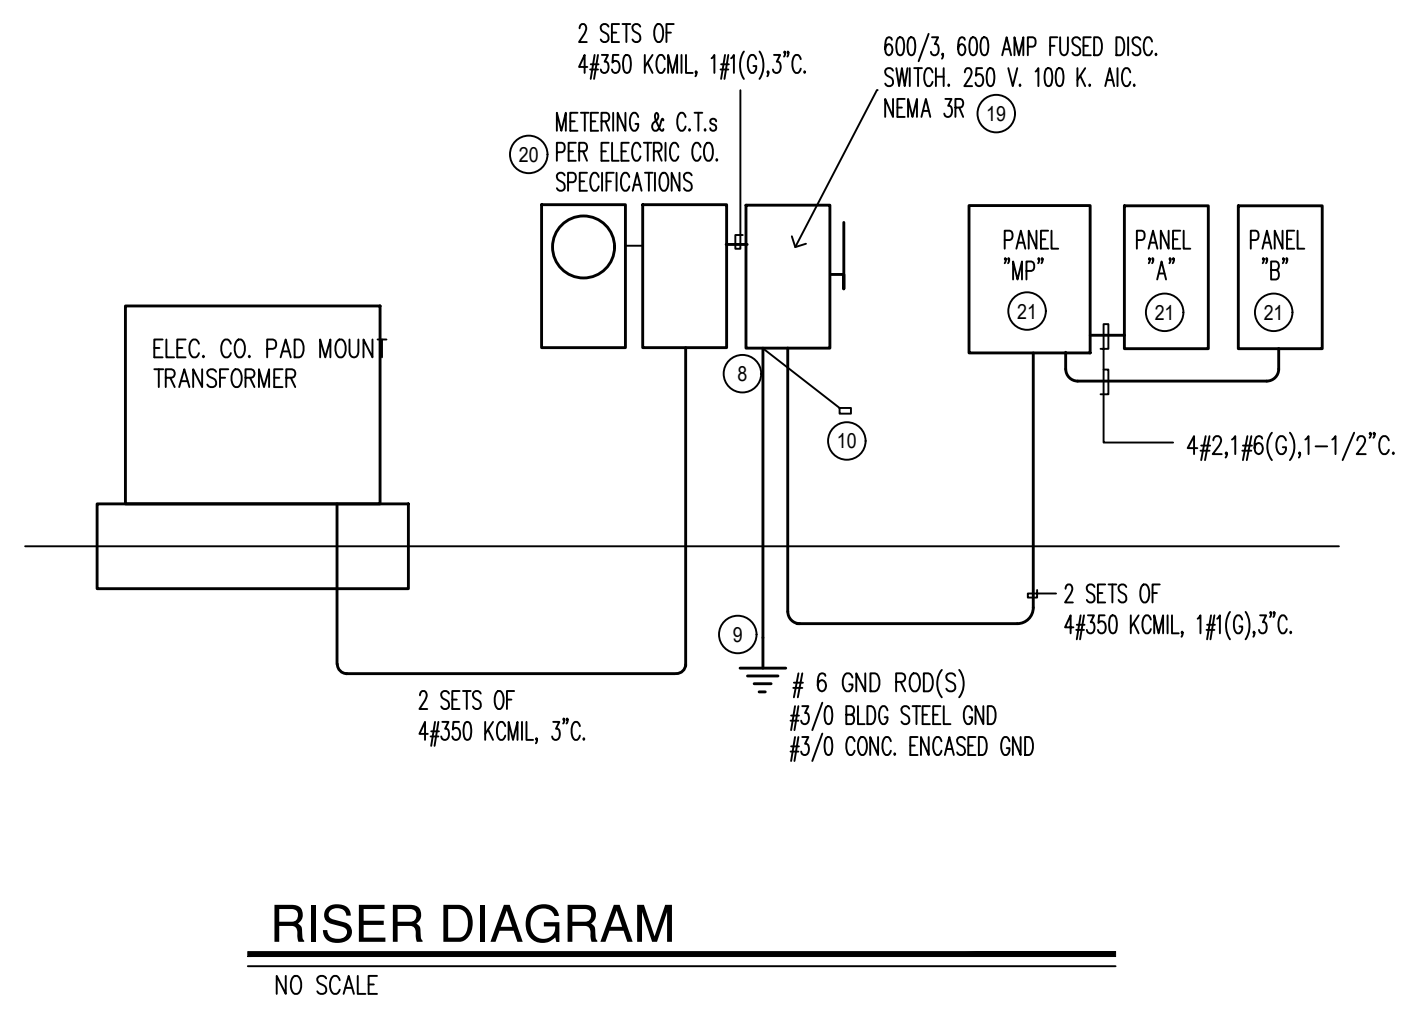 2 SETS OF
4#350 KCMIL, 1#1(G),3"C.
600/3, 600 AMP FUSED DISC.
SWITCH. 250 V. 100 K. AIC.
NEMA 3R 19
METERING & C.T.s
20 PER ELECTRIC CO.
SPECIFICATIONS
PANEL
"MP"
21
PANEL
"A"
21
PANEL
"B"
21
ELEC. CO. PAD MOUNT
TRANSFORMER
8
10
4#2,1#6(G),1-1/2"C.
2 SETS OF
4#350 KCMIL, 1#1(G),3"C.
9
# 6 GND ROD(S)
#3/0 BLDG STEEL GND
#3/0 CONC. ENCASED GND
2 SETS OF
4#350 KCMIL, 3"C.
RISER DIAGRAM
NO SCALE